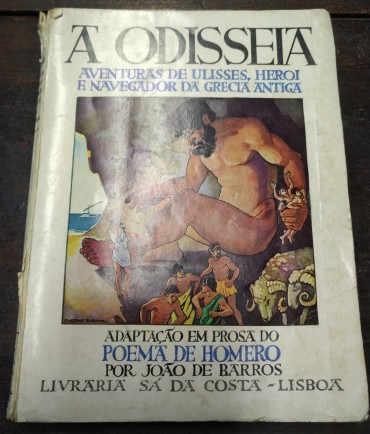 A ODISSEIA
AVENTURAS DE ULISSES, HEROI
E NAVEGADOR DA GRECIA ANTIGA
ADAPTAÇÃO EM PROSA DO
POEMA DE HOMERO
POR JOÃO DE BARROS
LIVRARIA SÁ DA COSTA - LISBOA